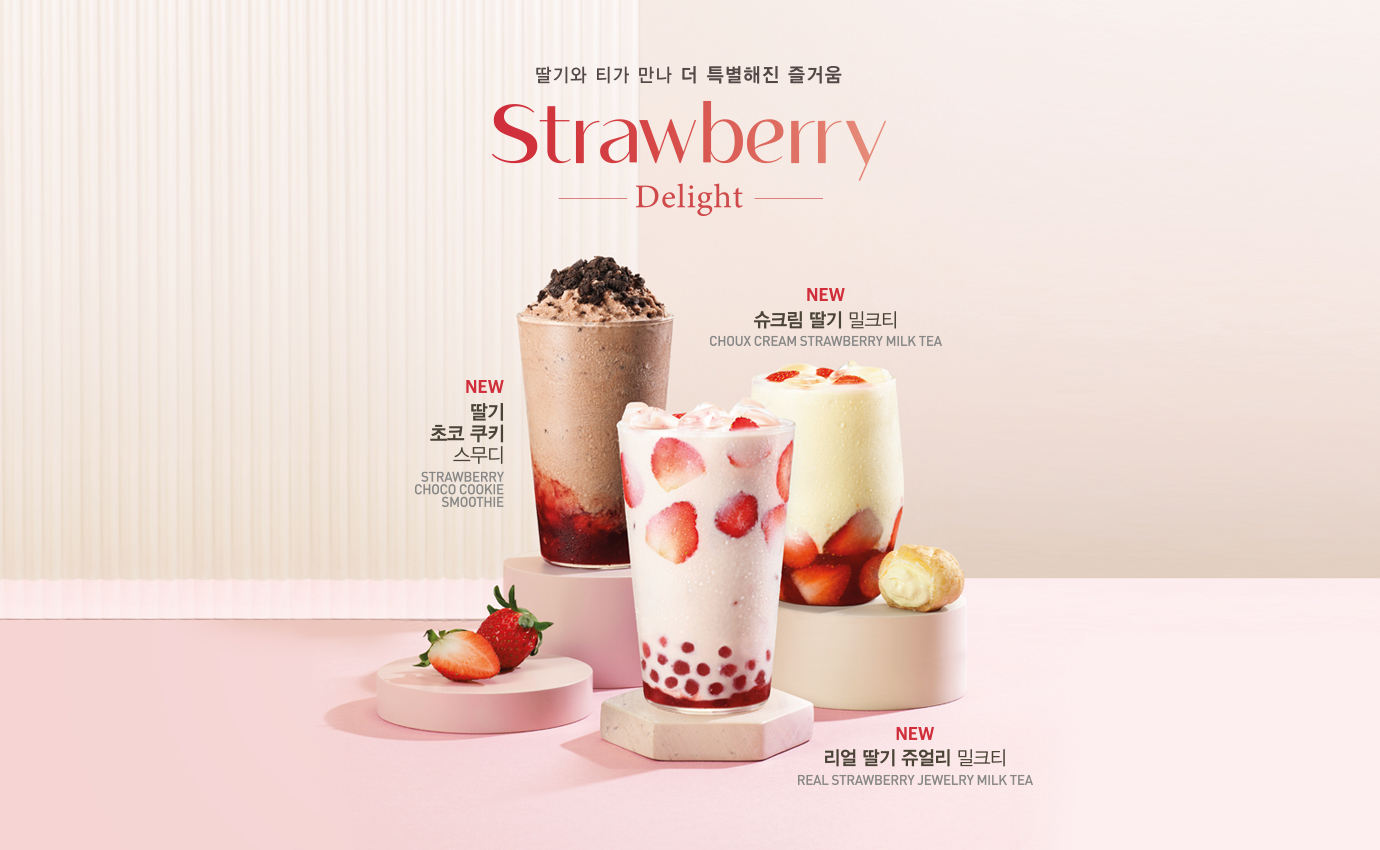 딸기와 티가 만나 더 특별해진 즐거움
Strawberry
Delight
NEW
슈크림 딸기 밀크티
CHOUX CREAM STRAWBERRY MILK TEA
NEW
딸기
초코 쿠키
스무디
STRAWBERRY
CHOCO COOKIE
SMOOTHIE
NEW
리얼 딸기 쥬얼리 밀크티
REAL STRAWBERRY JEWELRY MILK TEA